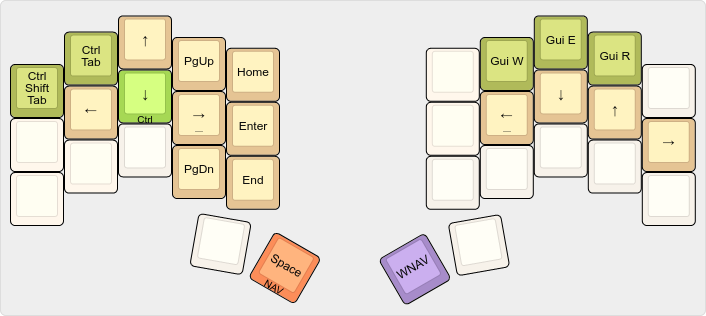 Ctrl
Shift
Tab
Ctrl
Tab
↑
PgUp
Home
←
↓
Ctrl
→
_
Enter
PgDn
End
Space
NAV
Gui W
Gui E
Gui R
←
_
↓
↑
→
WNAV